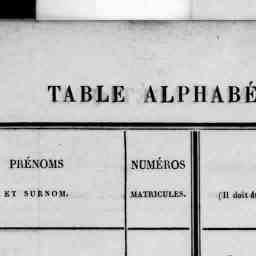 TABLE ALPHABÉ
PRÉNOMS
ET SURNOM.
NUMÉROS
MATRICULES.
(Il doit